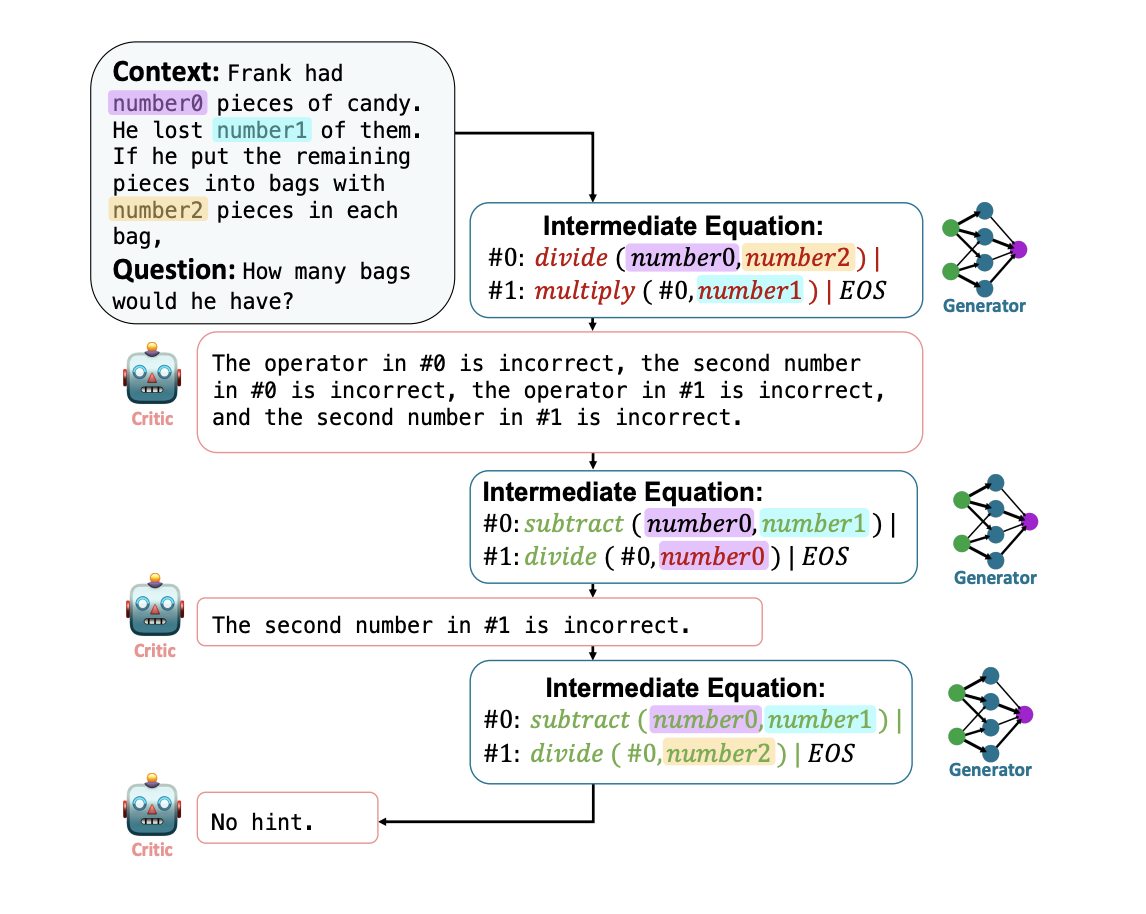 Context: Frank had
number0 pieces of candy.
He lost number1 of them.
If he put the remaining
pieces into bags with
number2 pieces in each
bag,
Question: How many bags
would he have?
Intermediate Equation:
#0: divide (number0,number2) |
#1: multiply ( #0,number1 ) | EOS
Generator
The operator in #0 is incorrect, the second number
in #0 is incorrect, the operator in #1 is incorrect,
and the second number in #1 is incorrect.
Critic
Intermediate Equation:
#0: subtract (number0,number1 ) |
#1: divide ( #0,number0) | EOS
Generator
The second number in #1 is incorrect.
Critic
Intermediate Equation:
#0: subtract (number0,number1 ) |
#1: divide ( #0,number2 ) | EOS
Generator
No hint.
Critic